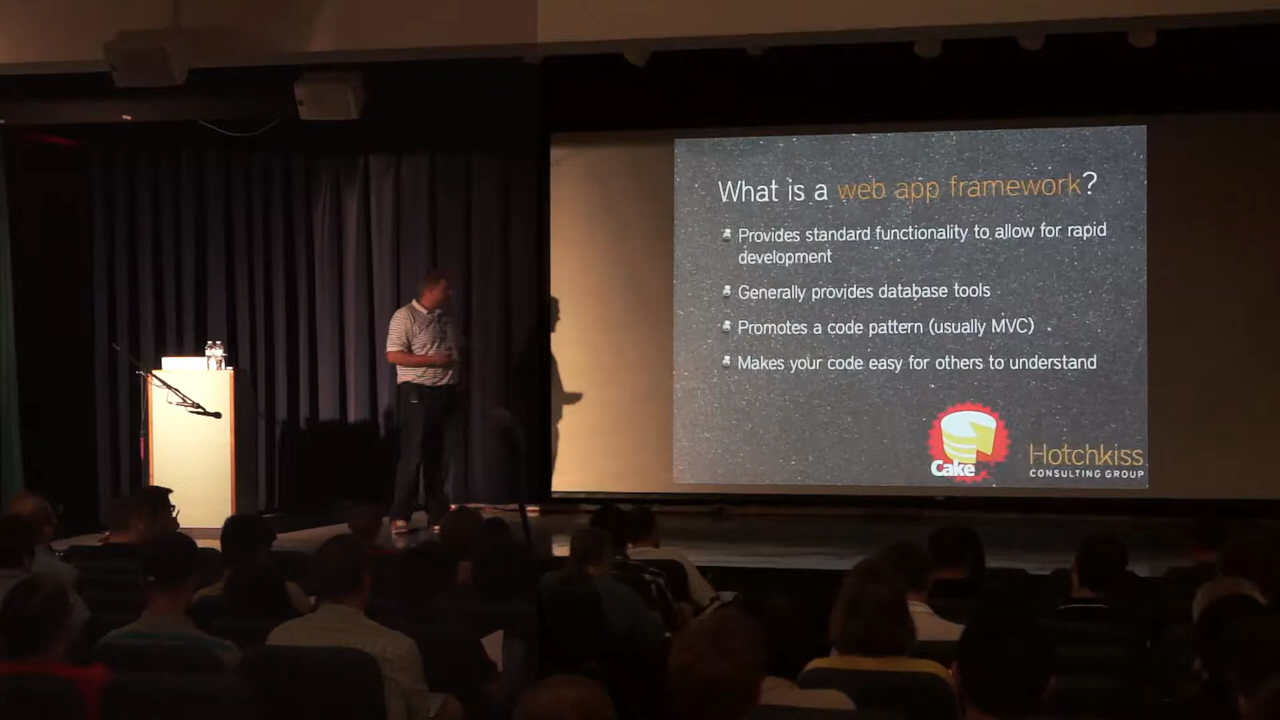 What is a web app framework?
Provides standard functionality to allow for rapid
development
Generally provides database tools
Promotes a code pattern (usually MVC)
Makes your code easy for others to understand
Cake
Hotchkiss
CONSULTING GROUP